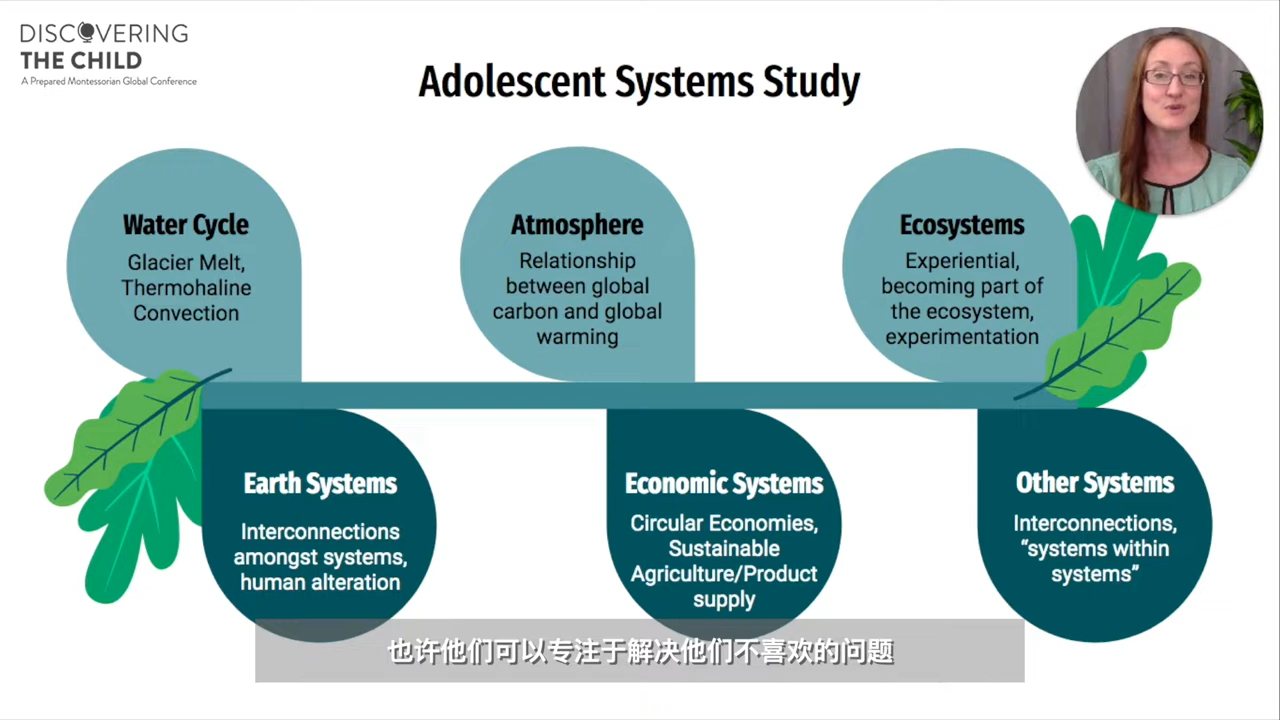 DISCOVERING
THE CHILD
A Prepared Montessorian Global Conference
Adolescent Systems Study
Water Cycle
Glacier Melt,
Thermohaline
Convection
Atmosphere
Relationship
between global
carbon and global
warming
Ecosystems
Experiential,
becoming part of
the ecosystem,
experimentation
Earth Systems
Interconnections
amongst systems,
human alteration
Economic Systems
Circular Economies,
Sustainable
Agriculture/Product
supply
Other Systems
Interconnections,
“systems within
systems”
也许他们可以专注于解决他们不喜欢的问题